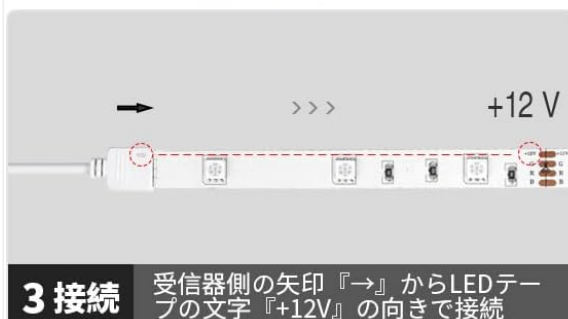 →
>>>
+12 V
3 接続
受信器側の矢印『→』からLEDテー
プの文字『+12V』の向きで接続